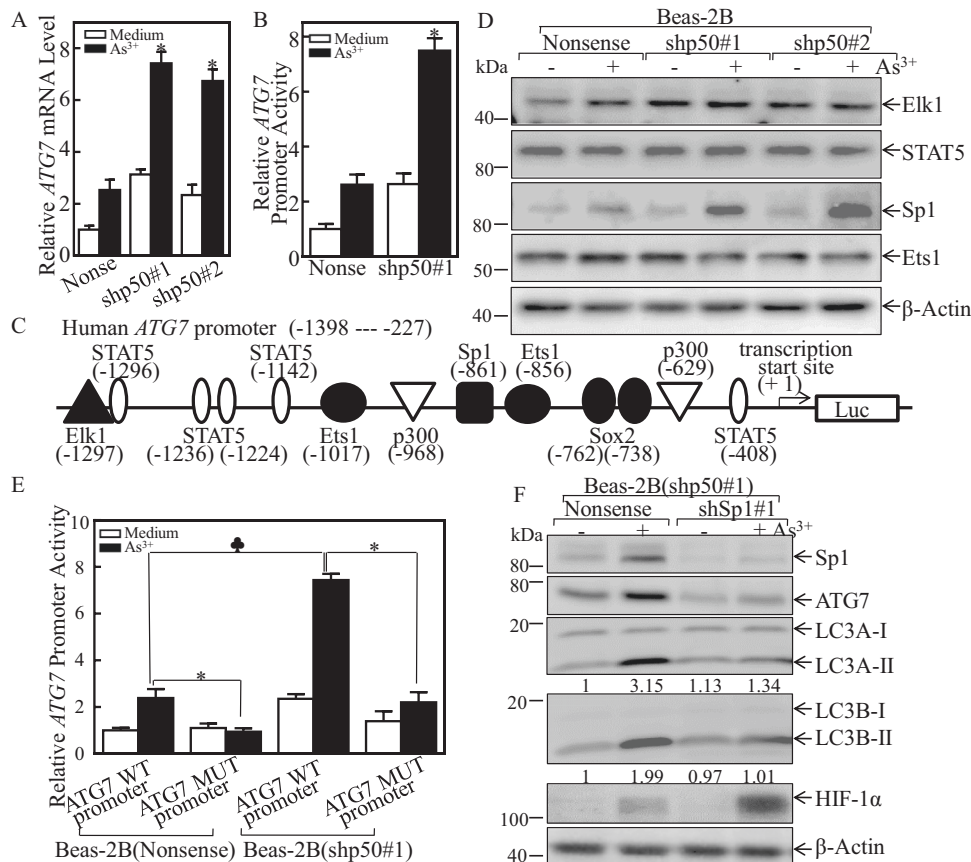 A
Medium
As³⁺
Relative ATG7 mRNA Level
8
6
4
2
0
*
*
Nonse
shp50#1
shp50#2
B
Medium
As³⁺
Relative ATG7
Promoter Activity
8
6
4
2
0
*
Nonse
shp50#1
C
Human ATG7 promoter (-1398 --- -227)
STAT5
(-1296)
STAT5
(-1142)
Sp1
(-861)
Ets1
(-856)
p300
(-629)
transcription
start site
(+1)
Luc
Elk1
(-1297)
STAT5
(-1236)
(-1224)
Ets1
(-1017)
p300
(-968)
Sox2
(-762)
(-738)
STAT5
(-408)
D
Beas-2B
Nonsense shp50#1 shp50#2
kDa - + - + - + As³⁺
40
Elk1
80
STAT5
80
Sp1
50
Ets1
40
β-Actin
E
Medium
As³⁺
Relative ATG7 Promoter Activity
10
8
6
4
2
0
♣
*
*
ATG7 WT
promoter
ATG7 MUT
promoter
ATG7 WT
promoter
ATG7 MUT
promoter
Beas-2B(Nonsense) Beas-2B(shp50#1)
F
Beas-2B(shp50#1)
Nonsense shSp1#1
kDa - + - + As³⁺
80
Sp1
80
ATG7
20
LC3A-I
LC3A-II
1 3.15 1.13 1.34
20
LC3B-I
LC3B-II
1 1.99 0.97 1.01
100
HIF-1α
40
β-Actin